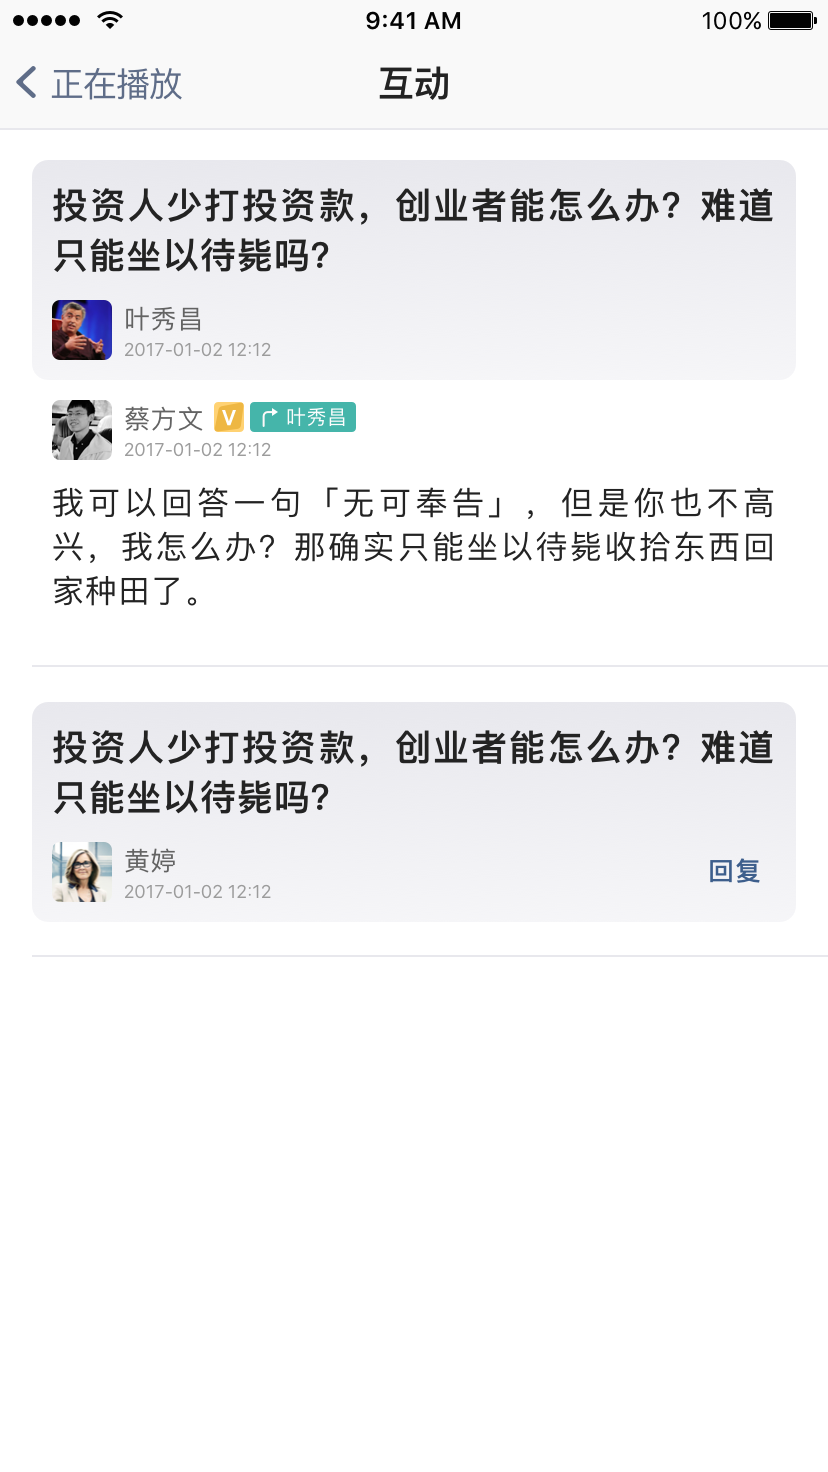 9:41 AM
100%
正在播放
互动
投资人少打投资款，创业者能怎么办？难道
只能坐以待毙吗?
叶秀昌
2017-01-02 12:12
蔡方文 V 叶秀昌
2017-01-02 12:12
我可以回答一句「无可奉告」，但是你也不高
兴，我怎么办？那确实只能坐以待毙收拾东西回
家种田了。
投资人少打投资款，创业者能怎么办？难道
只能坐以待毙吗?
黄婷
2017-01-02 12:12
回复